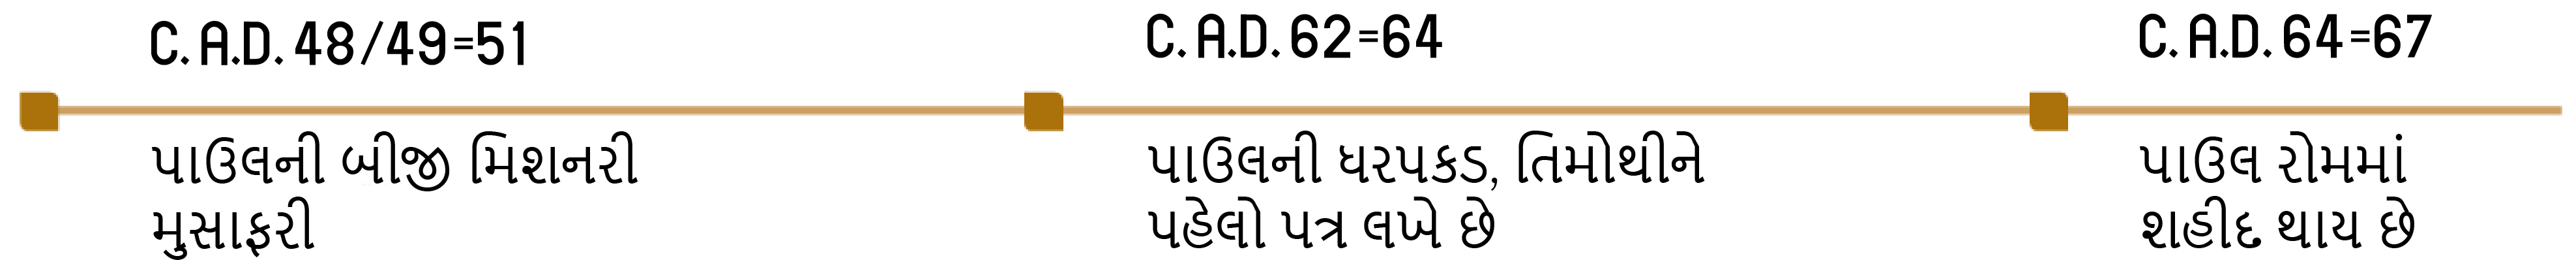 C. A.D. 48/49=51
પાઉલની બીજી મિશનરી
મુસાફરી
C. A.D. 62=64
પાઉલની ધરપકડ, તિમોથીને
પહેલો પત્ર લખે છે
C. A.D. 64=67
પાઉલ રોમમાં
શહીદ થાય છે